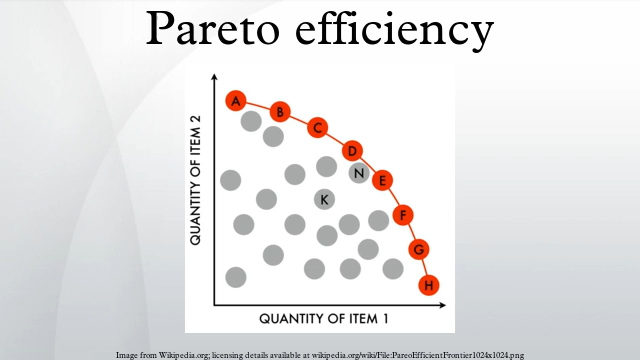 Pareto efficiency
QUANTITY OF ITEM 2
A
B
C
D
N
E
K
F
G
H
QUANTITY OF ITEM 1
Image from Wikipedia.org; licensing details available at wikipedia.org/wiki/File:PareoEfficientFrontier1024x1024.png